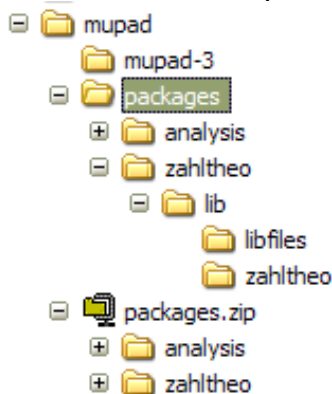 mupad
mupad-3
packages
analysis
zahltheo
lib
libfiles
zahltheo
packages.zip
analysis
zahltheo